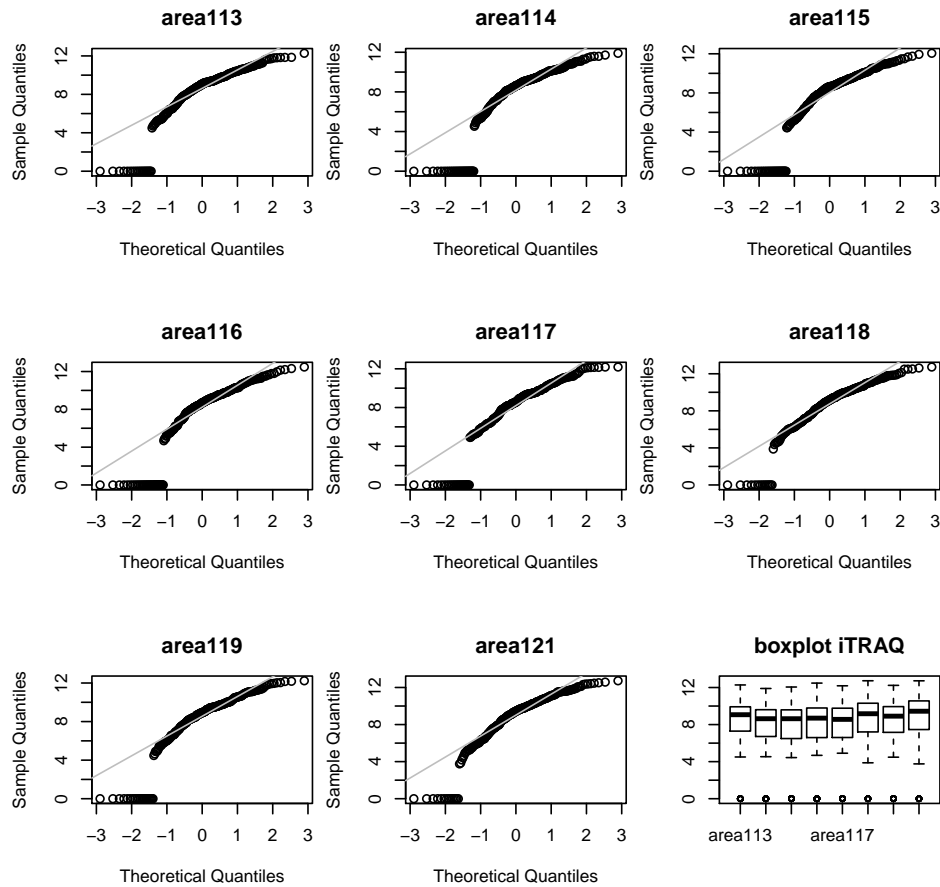 area113
area114
area115
Sample Quantiles
0 4 8 12
−3 −2 −1 0 1 2 3
Theoretical Quantiles
Sample Quantiles
0 4 8 12
−3 −2 −1 0 1 2 3
Theoretical Quantiles
Sample Quantiles
0 4 8 12
−3 −2 −1 0 1 2 3
Theoretical Quantiles
area116
area117
area118
Sample Quantiles
0 4 8 12
−3 −2 −1 0 1 2 3
Theoretical Quantiles
Sample Quantiles
0 4 8 12
−3 −2 −1 0 1 2 3
Theoretical Quantiles
Sample Quantiles
0 4 8 12
−3 −2 −1 0 1 2 3
Theoretical Quantiles
area119
area121
boxplot iTRAQ
Sample Quantiles
0 4 8 12
−3 −2 −1 0 1 2 3
Theoretical Quantiles
Sample Quantiles
0 4 8 12
−3 −2 −1 0 1 2 3
Theoretical Quantiles
0 4 8 12
area113 area117